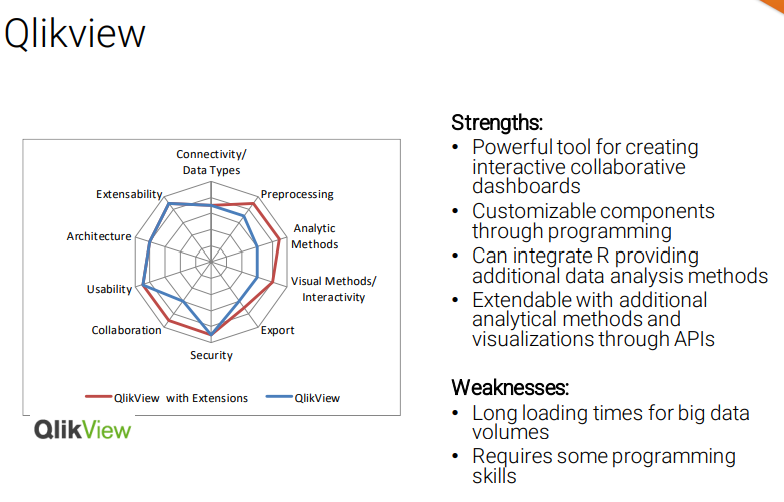 Qlikview
Connectivity/
Data Types
Extensability
Preprocessing
Architecture
Analytic
Methods
Usability
Visual Methods/
Interactivity
Collaboration
Export
Security
QlikView with Extensions
QlikView
QlikView
Strengths:
• Powerful tool for creating
interactive collaborative
dashboards
• Customizable components
through programming
• Can integrate R providing
additional data analysis methods
• Extendable with additional
analytical methods and
visualizations through APIs
Weaknesses:
• Long loading times for big data
volumes
• Requires some programming
skills